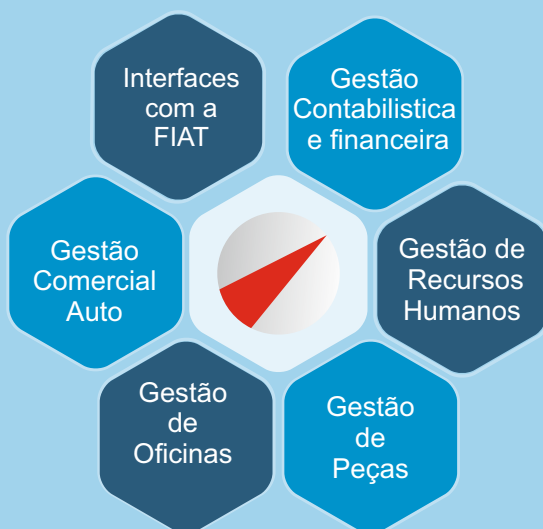 Interfaces
com a
FIAT
Gestão
Contabilistica
e financeira
Gestão
Comercial
Auto
Gestão de
Recursos
Humanos
Gestão
de
Oficinas
Gestão
de
Peças